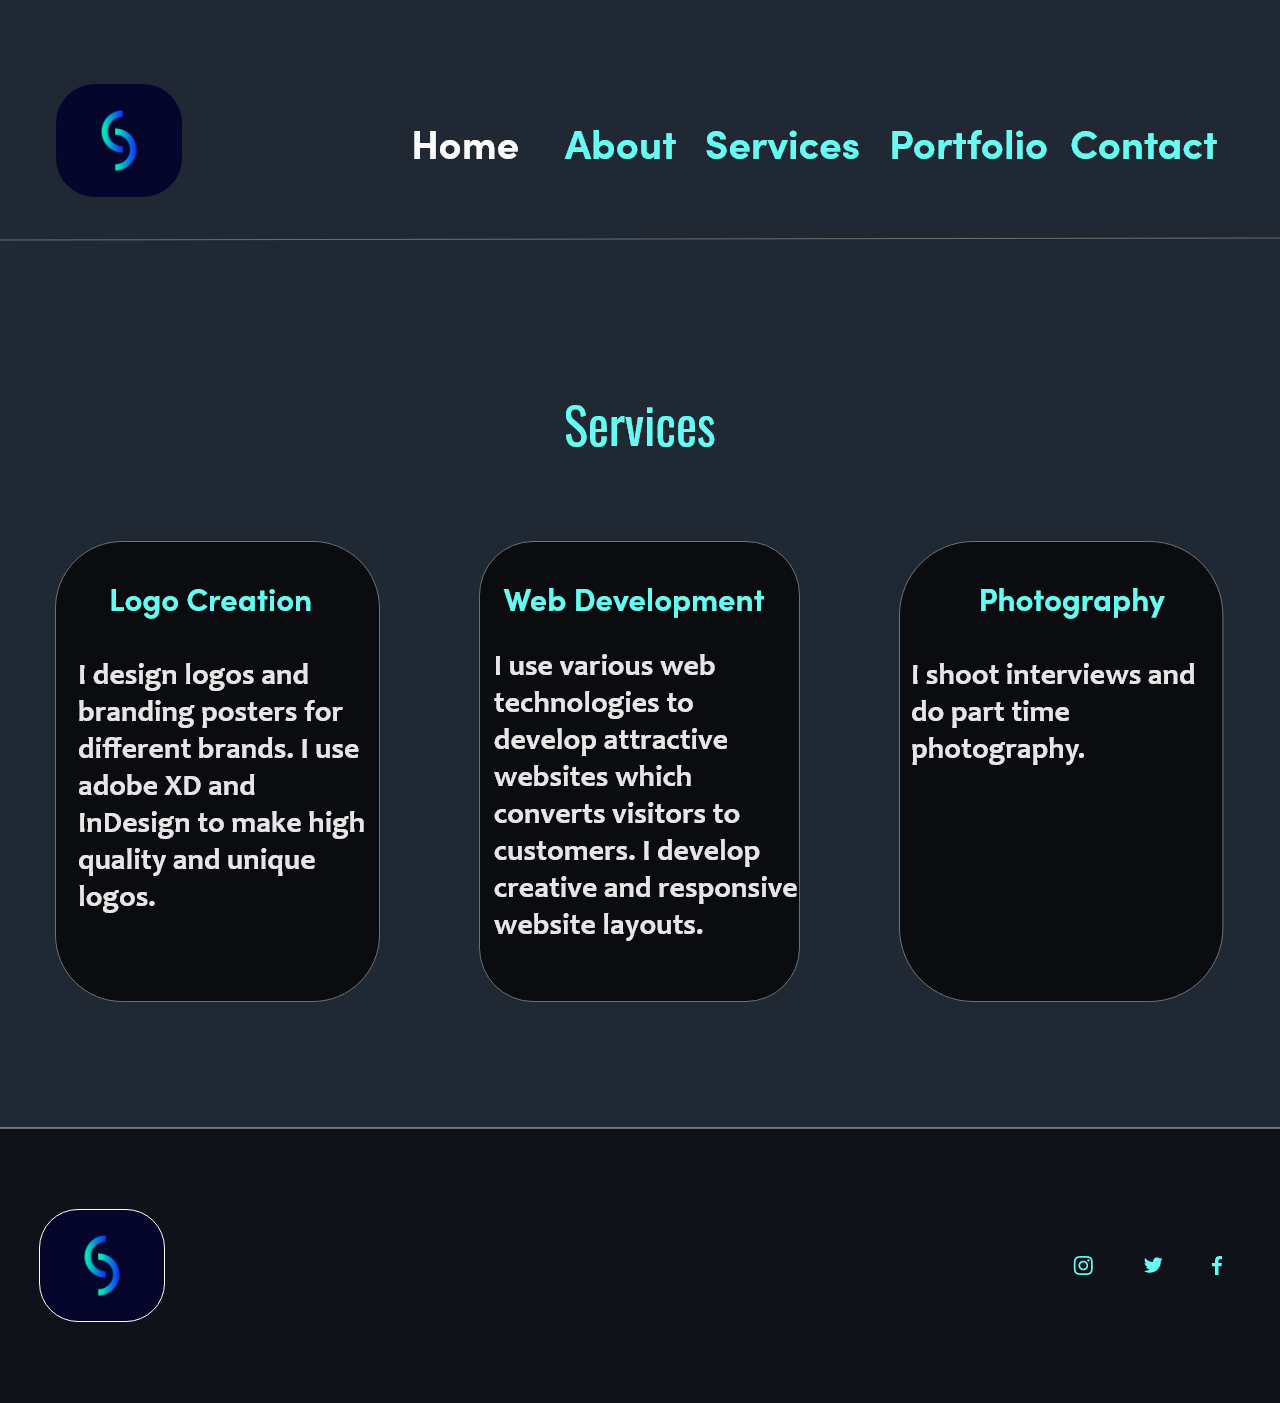 Home About Services Portfolio Contact
Services
Logo Creation
I design logos and
branding posters for
different brands. I use
adobe XD and
InDesign to make high
quality and unique
logos.
Web Development
I use various web
technologies to
develop attractive
websites which
converts visitors to
customers. I develop
creative and responsive
website layouts.
Photography
I shoot interviews and
do part time
photography.